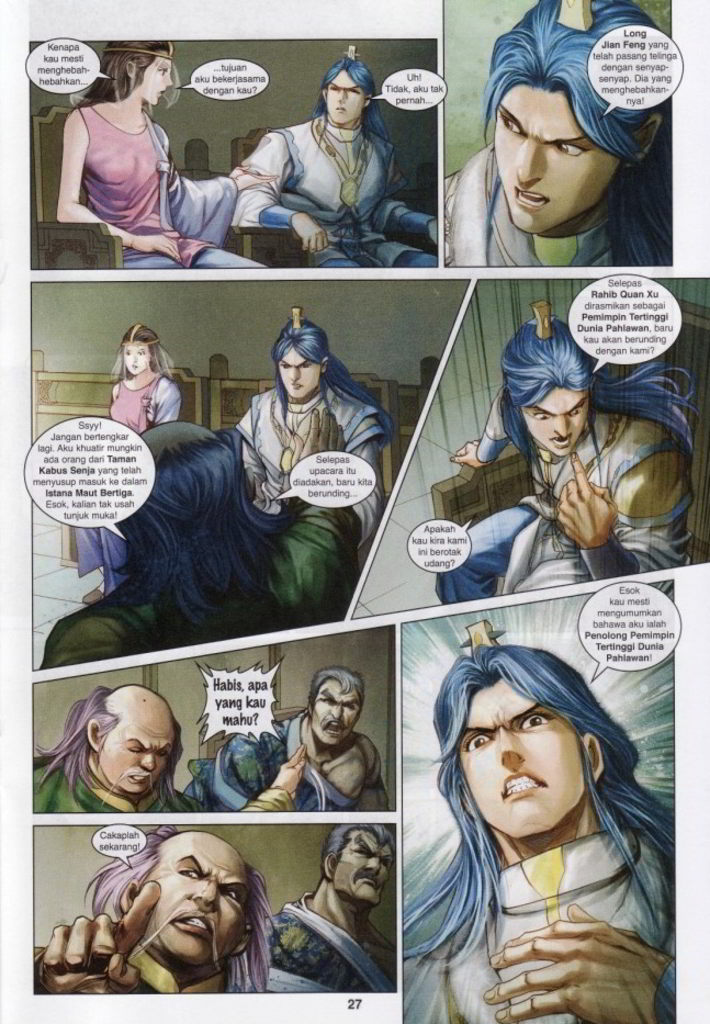 Kenapa
kau mesti
menghebah-
hebahkan...
...tujuan
aku bekerjasama
dengan kau?
Uh!
Tidak, aku tak
pernah...
Long
Jian Feng yang
telah pasang telinga
dengan senyap-
senyap. Dia yang
menghebahkan-
nya!
Ssyy!
Jangan bertengkar
lagi. Aku khuatir mungkin
ada orang dari Taman
Kabus Senja yang telah
menyusup masuk ke dalam
Istana Maut Bertiga.
Esok, kalian tak usah
tunjuk muka!
Selepas
upacara itu
diadakan, baru kita
berunding...
Selepas
Rahib Quan Xu
dirasmikan sebagai
Pemimpin Tertinggi
Dunia Pahlawan, baru
kau akan berunding
dengan kami?
Apakah
kau kira kami
ini berotak
udang?
Habis, apa
yang kau
mahu?
Cakaplah
sekarang!
Esok
kau mesti
mengumumkan
bahawa aku ialah
Penolong Pemimpin
Tertinggi Dunia
Pahlawan!
27